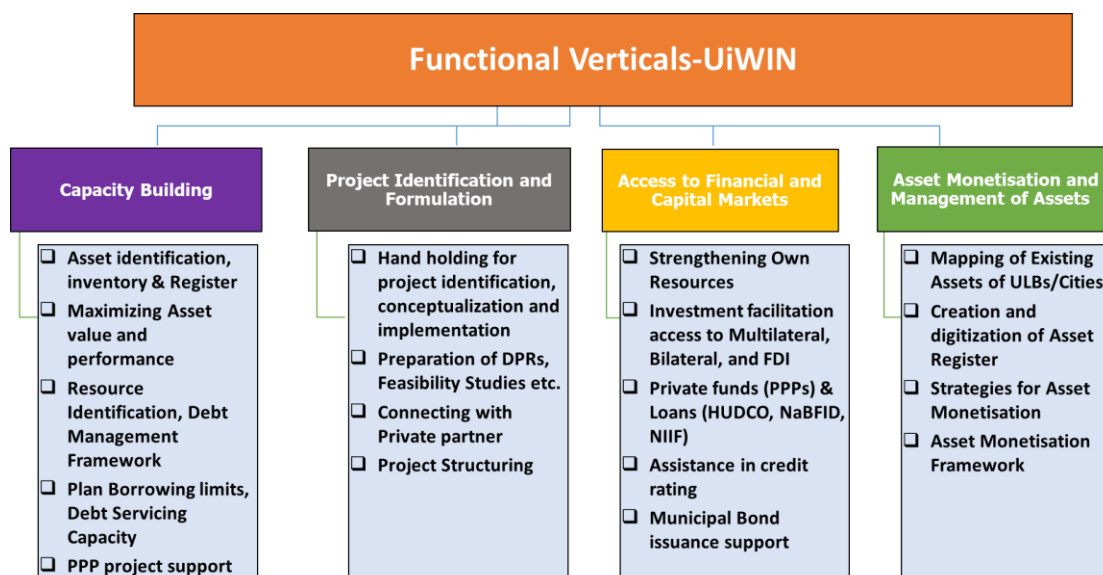 Functional Verticals-UiWIN
Capacity Building
❑ Asset identification,
inventory & Register
❑ Maximizing Asset
value and
performance
❑ Resource
Identification, Debt
Management
Framework
❑ Plan Borrowing limits,
Debt Servicing
Capacity
❑ PPP project support
Project Identification and
Formulation
❑ Hand holding for
project identification,
conceptualization and
implementation
❑ Preparation of DPRs,
Feasibility Studies etc.
❑ Connecting with
Private partner
❑ Project Structuring
Access to Financial and
Capital Markets
❑ Strengthening Own
Resources
❑ Investment facilitation
access to Multilateral,
Bilateral, and FDI
❑ Private funds (PPPs) &
Loans (HUDCO, NaBFID,
NIIF)
❑ Assistance in credit
rating
❑ Municipal Bond
issuance support
Asset Monetisation and
Management of Assets
❑ Mapping of Existing
Assets of ULBs/Cities
❑ Creation and
digitization of Asset
Register
❑ Strategies for Asset
Monetisation
❑ Asset Monetisation
Framework